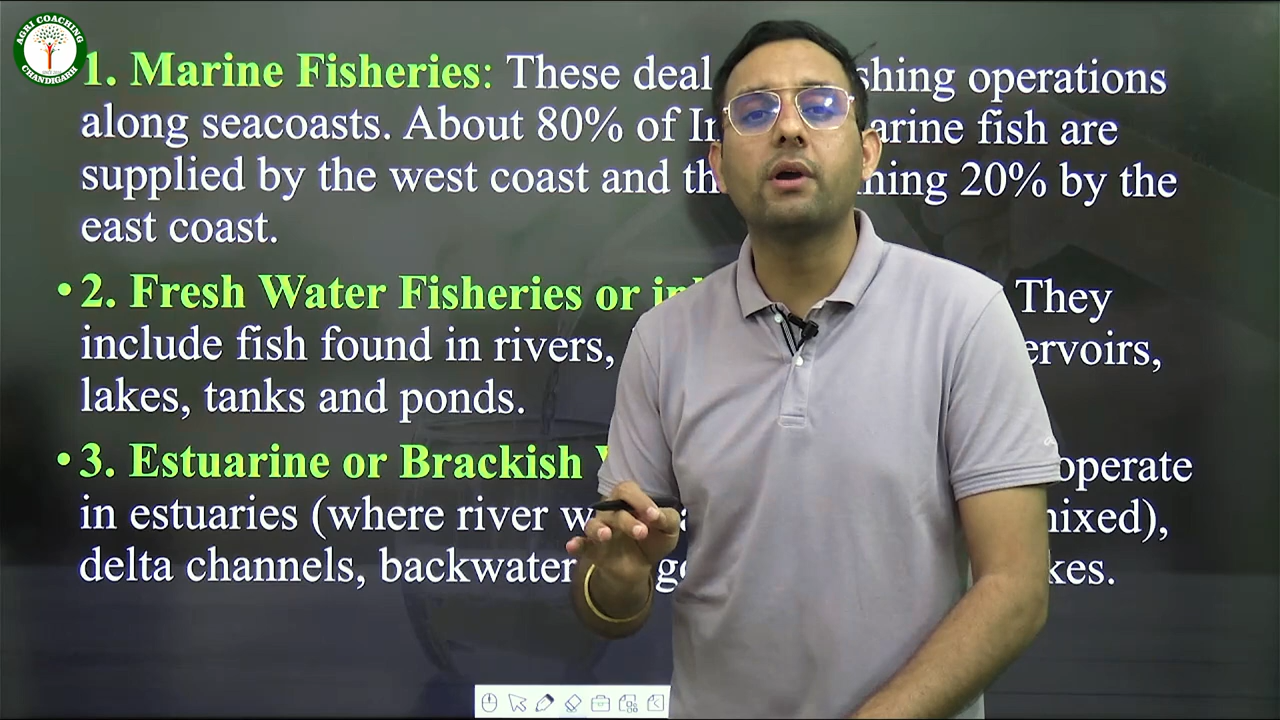 AGRI COACHING
CHANDIGARH
1. Marine Fisheries: These deal shing operations
along seacoasts. About 80% of In arine fish are
supplied by the west coast and th ning 20% by the
east coast.
• 2. Fresh Water Fisheries or inl They
include fish found in rivers, ervoirs,
lakes, tanks and ponds.
• 3. Estuarine or Brackish operate
in estuaries (where river w mixed),
delta channels, backwater kes.